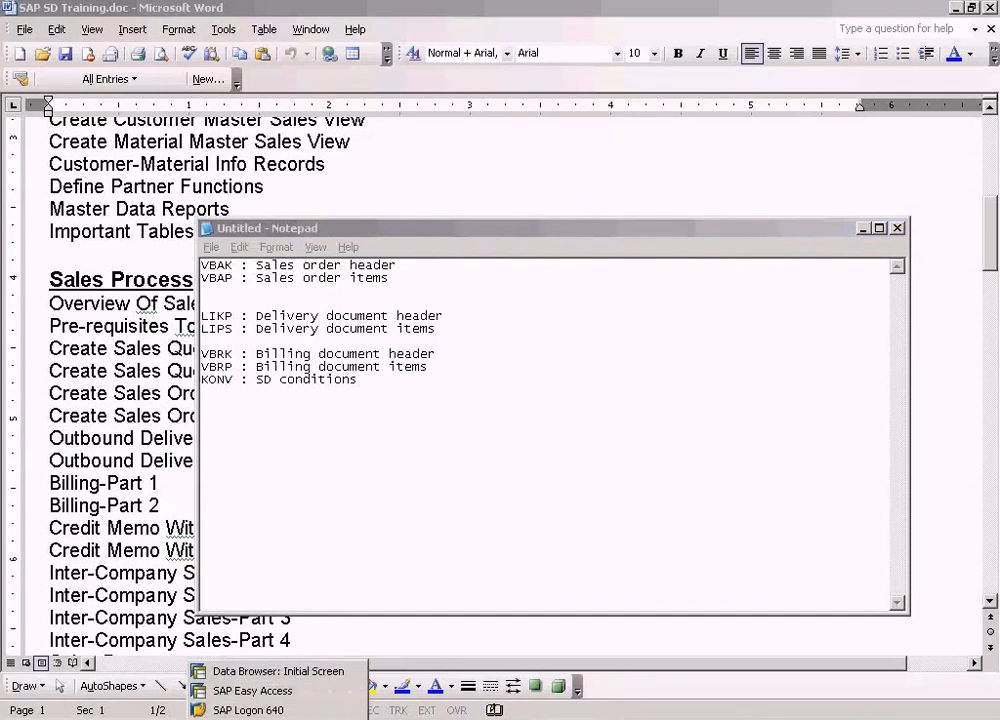 SAP SD Training.doc - Microsoft Word
File Edit View Insert Format Tools Table Window Help
Type a question for help
Normal + Arial, Arial 10 B I U
All Entries New...
1 2 3 4 5 6
Create Customer Master Sales View
Create Material Master Sales View
Customer-Material Info Records
Define Partner Functions
Master Data Reports
Important Tables
Untitled - Notepad
File Edit Format View Help
VBAK : Sales order header
VBAP : Sales order items
LIKP : Delivery document header
LIPS : Delivery document items
VBRK : Billing document header
VBRP : Billing document items
KONV : SD conditions
Sales Process
Overview Of Sale
Pre-requisites To
Create Sales Qu
Create Sales Qu
Create Sales Ord
Create Sales Ord
Outbound Delive
Outbound Delive
Billing-Part 1
Billing-Part 2
Credit Memo Wit
Credit Memo Wit
Inter-Company S
Inter-Company S
Inter-Company Sales-Part 3
Inter-Company Sales-Part 4
Data Browser: Initial Screen
SAP Easy Access
SAP Logon 640
Draw AutoShapes
Page 1 Sec 1 1/2 EC TRK EXT OVR